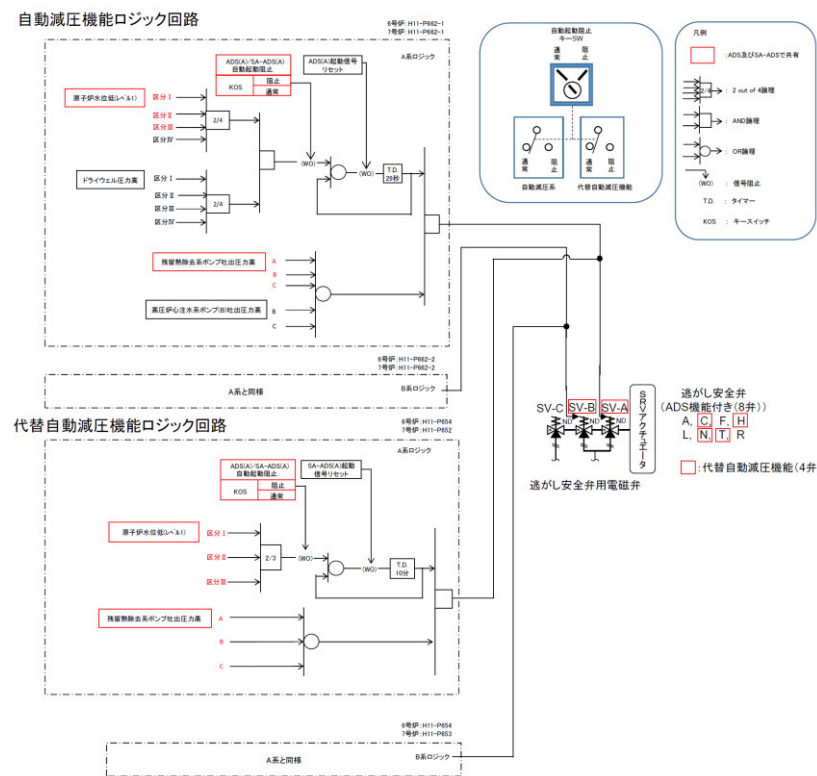 自動減圧機能ロジック回路
6号炉:H11-P662-1
7号炉:H11-P662-1
A系ロジック
ADS(A)/SA-ADS(A)
自動起動阻止
KOS
阻止
通常
ADS(A)起動信号
リセット
原子炉水位低(レベル1)
区分Ⅰ
区分Ⅱ
区分Ⅲ
区分Ⅳ
2/4
(WO)
(WO)
T.D.
29秒
ドライウェル圧力高
区分Ⅰ
区分Ⅱ
区分Ⅲ
区分Ⅳ
2/4
残留熱除去系ポンプ吐出圧力高
A
B
C
高圧炉心注水系ポンプ(B)吐出圧力高
B
C
6号炉:H11-P662-2
7号炉:H11-P662-2
A系と同様
B系ロジック
自動起動阻止
キーSW
通常
阻止
通常
阻止
通常
阻止
自動減圧系
代替自動減圧機能
凡例
:ADS及びSA-ADSで共有
2/4
: 2 out of 4論理
: AND論理
: OR論理
(WO) : 信号阻止
T.D. : タイマー
KOS : キースイッチ
代替自動減圧機能ロジック回路
6号炉:H11-P654
7号炉:H11-P652
A系ロジック
ADS(A)/SA-ADS(A)
自動起動阻止
KOS
阻止
通常
SA-ADS(A)起動
信号リセット
原子炉水位低(レベル1)
区分Ⅰ
区分Ⅱ
区分Ⅲ
2/3
(WO)
(WO)
T.D.
10分
残留熱除去系ポンプ吐出圧力高
A
B
C
6号炉:H11-P654
7号炉:H11-P653
A系と同様
B系ロジック
SV-C
SV-B
SV-A
ND
ND
ND
SRVアクチュエータ
逃がし安全弁用電磁弁
逃がし安全弁
(ADS機能付き(8弁))
A, C, F, H
L, N, T, R
:代替自動減圧機能(4弁